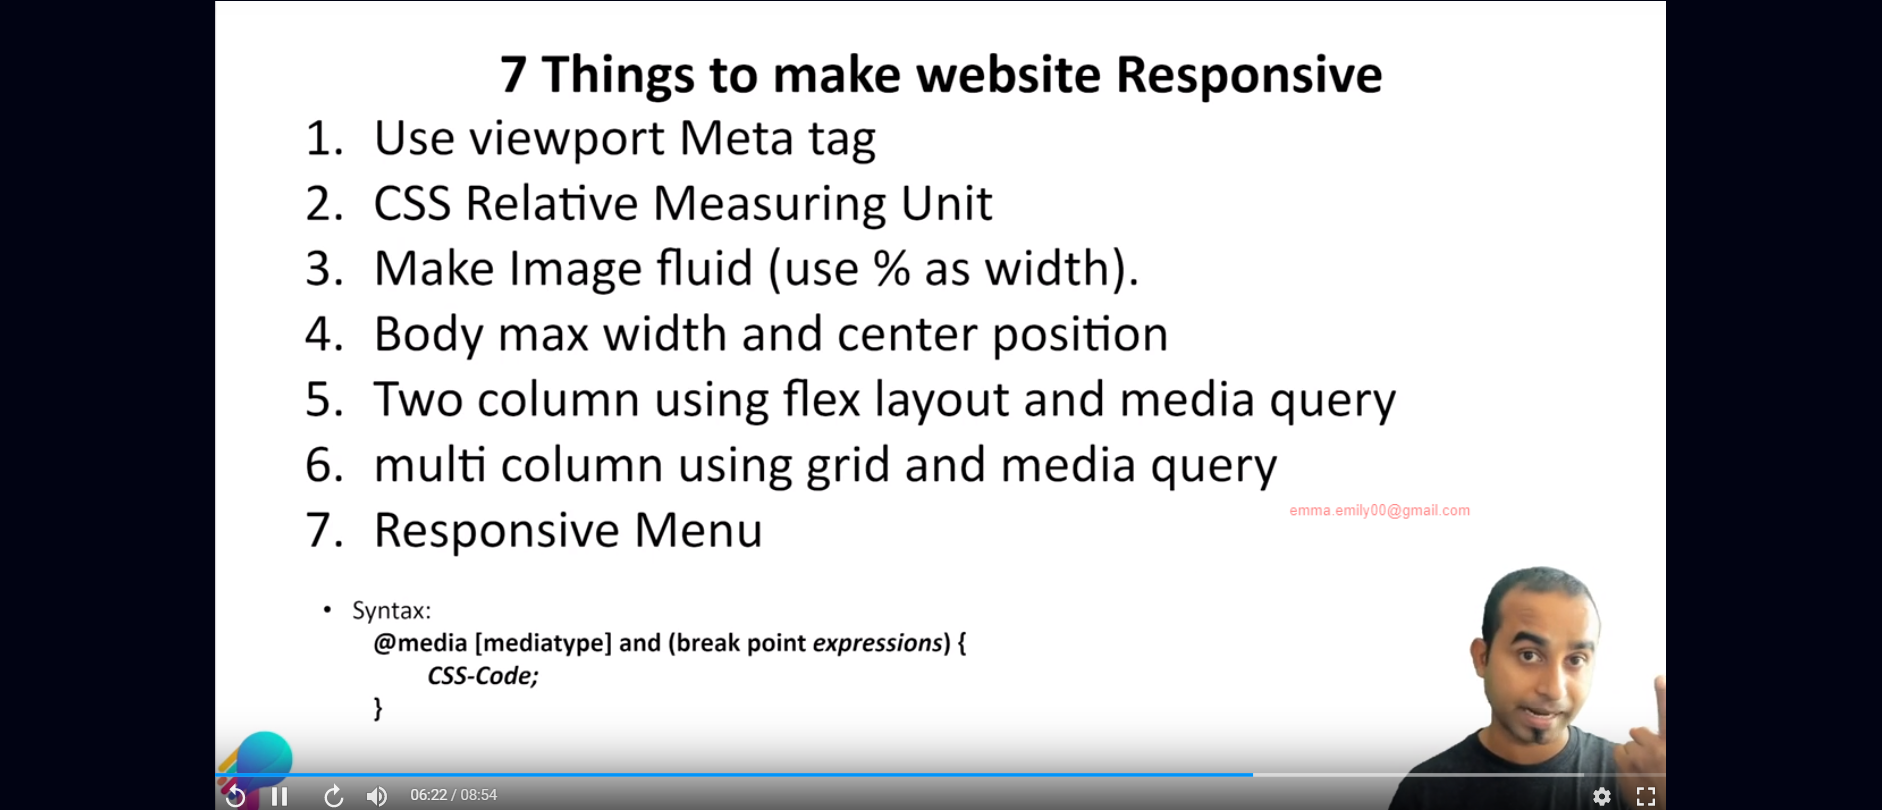 7 Things to make website Responsive
1. Use viewport Meta tag
2. CSS Relative Measuring Unit
3. Make Image fluid (use % as width).
4. Body max width and center position
5. Two column using flex layout and media query
6. multi column using grid and media query
emma.emily00@gmail.com
7. Responsive Menu
• Syntax:
@media [mediatype] and (break point expressions) {
CSS-Code;
}
06:22 / 08:54